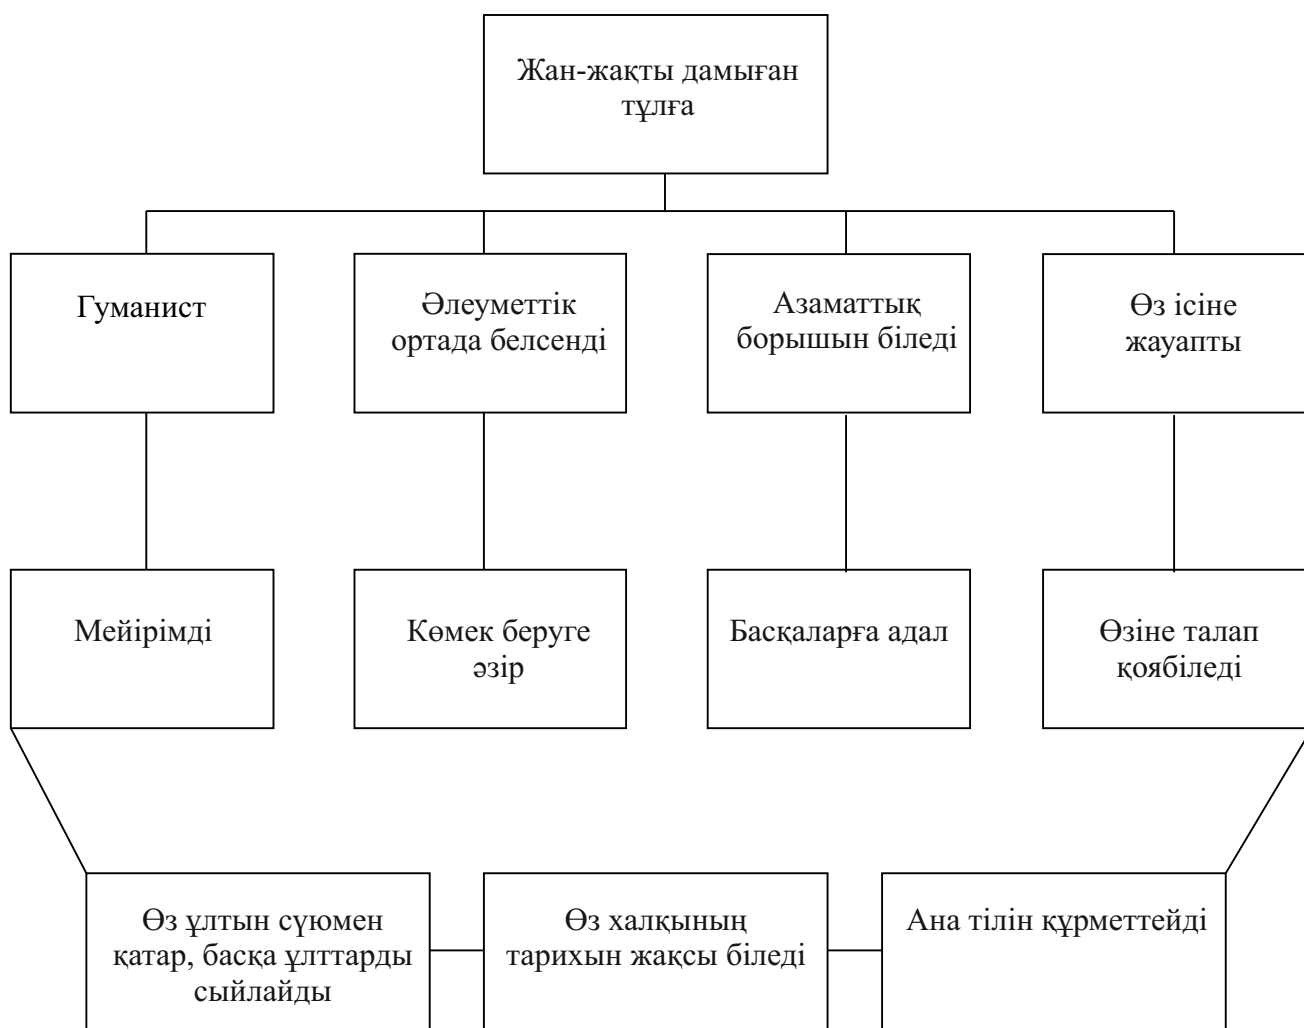 Жан-жақты дамыған
тұлға
Гуманист
Әлеуметтік
ортада белсенді
Азаматтық
борышын біледі
Өз ісіне
жауапты
Мейірімді
Көмек беруге
әзір
Басқаларға адал
Өзіне талап
қоябіледі
Өз ұлтын сүюмен
қатар, басқа ұлттарды
сыйлайды
Өз халқының
тарихын жақсы біледі
Ана тілін құрметтейді